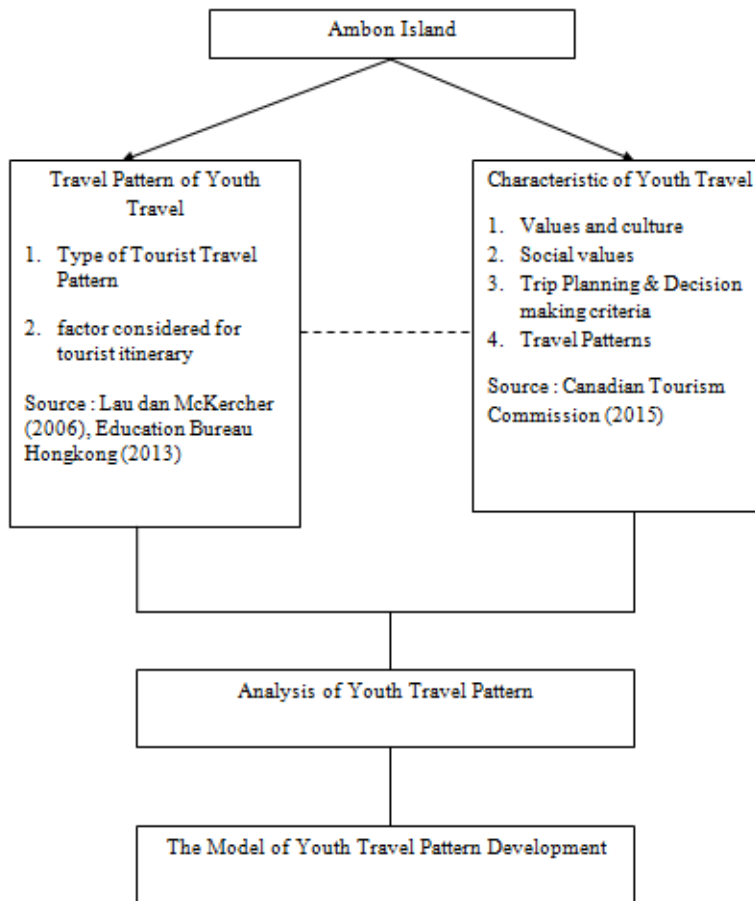 Ambon Island
Travel Pattern of Youth
Travel
1. Type of Tourist Travel
Pattern
2. factor considered for
tourist itinerary
Source : Lau dan McKercher
(2006), Education Bureau
Hongkong (2013)
Characteristic of Youth Travel
1. Values and culture
2. Social values
3. Trip Planning & Decision
making criteria
4. Travel Patterns
Source : Canadian Tourism
Commission (2015)
Analysis of Youth Travel Pattern
The Model of Youth Travel Pattern Development